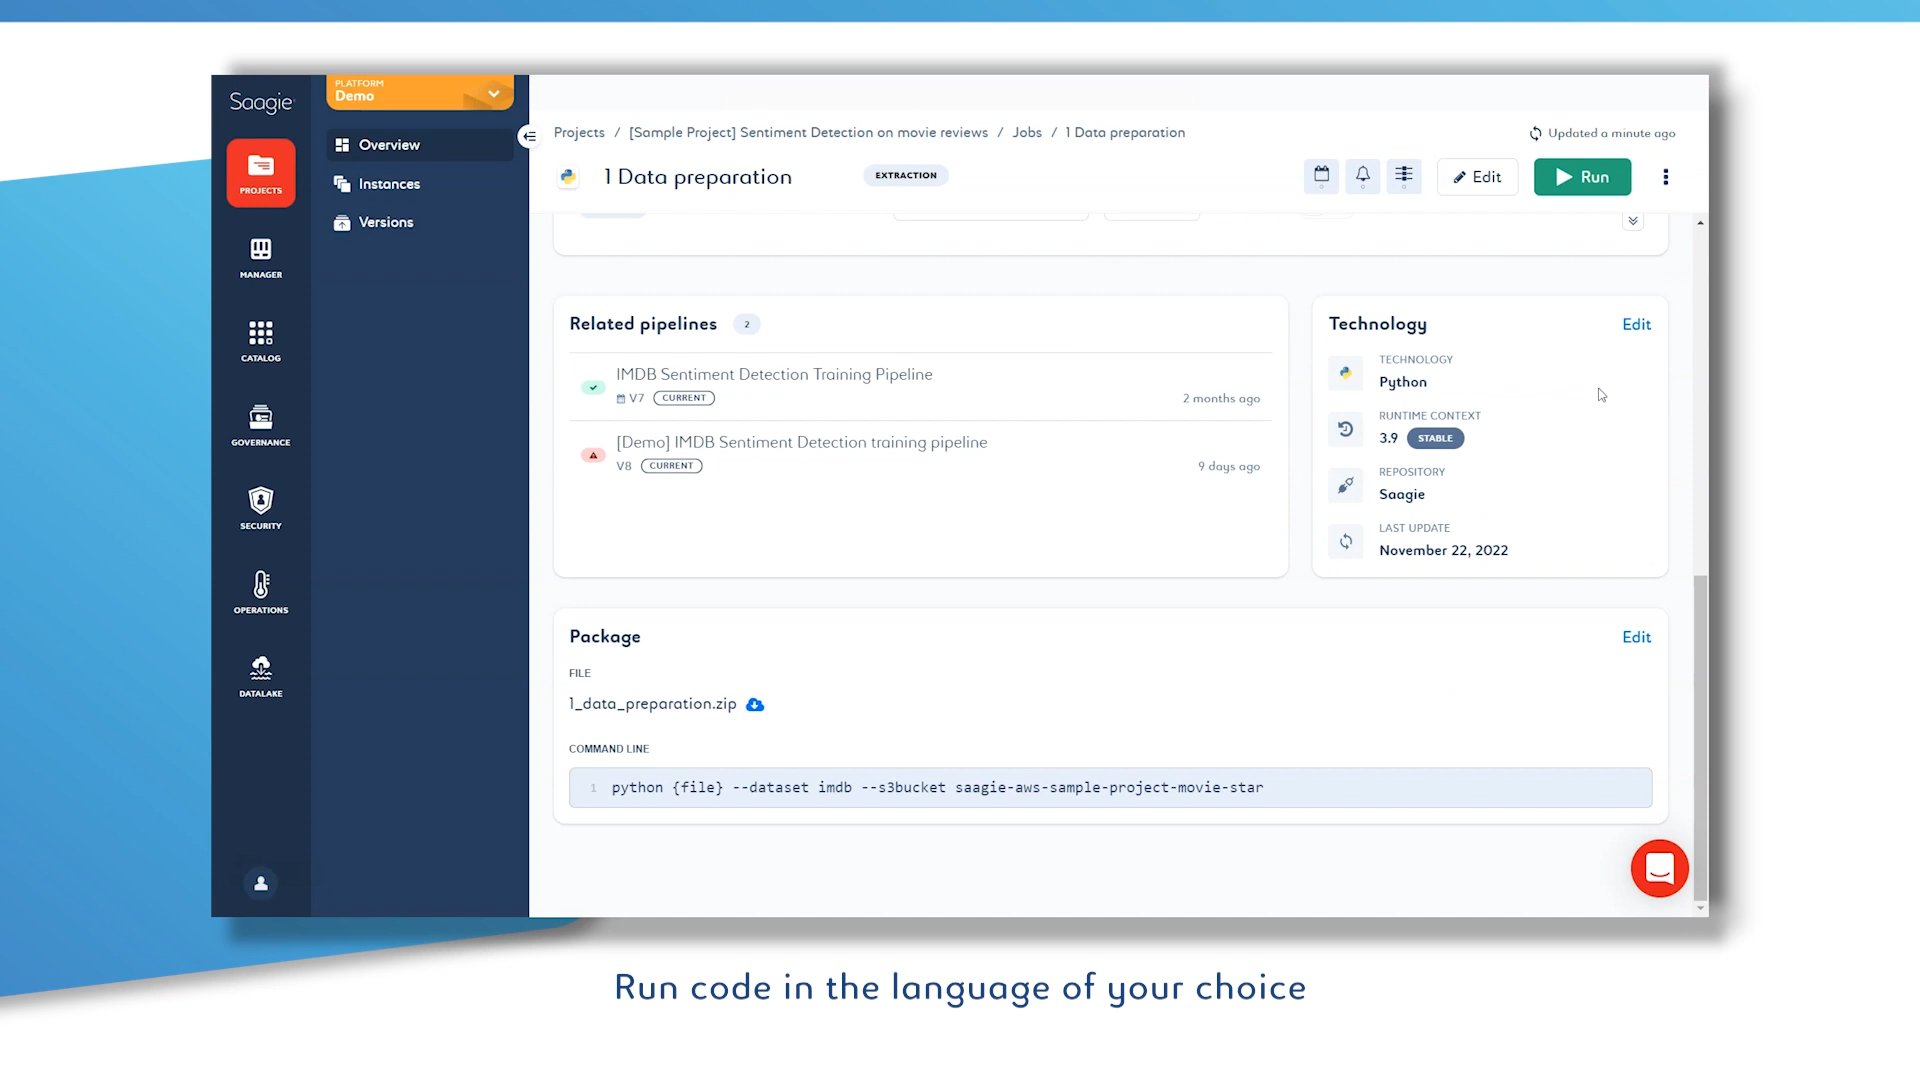 Saagie
PROJECTS
MANAGER
CATALOG
GOVERNANCE
SECURITY
OPERATIONS
DATALAKE
PLATFORM
Demo
Overview
Instances
Versions
Projects / [Sample Project] Sentiment Detection on movie reviews / Jobs / 1 Data preparation
Updated a minute ago
1 Data preparation
EXTRACTION
Edit
Run
Related pipelines 2
IMDB Sentiment Detection Training Pipeline
V7 CURRENT
2 months ago
[Demo] IMDB Sentiment Detection training pipeline
V8 CURRENT
9 days ago
Technology
Edit
TECHNOLOGY
Python
RUNTIME CONTEXT
3.9 STABLE
REPOSITORY
Saagie
LAST UPDATE
November 22, 2022
Package
Edit
FILE
1_data_preparation.zip
COMMAND LINE
1 python {file} --dataset imdb --s3bucket saagie-aws-sample-project-movie-star
Run code in the language of your choice